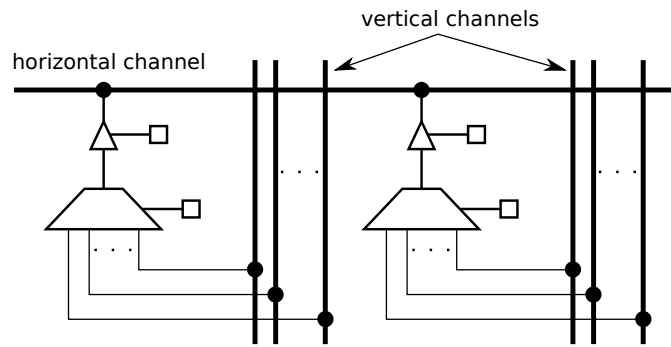 vertical channels
horizontal channel
. . .
. . .
. . .
. . .